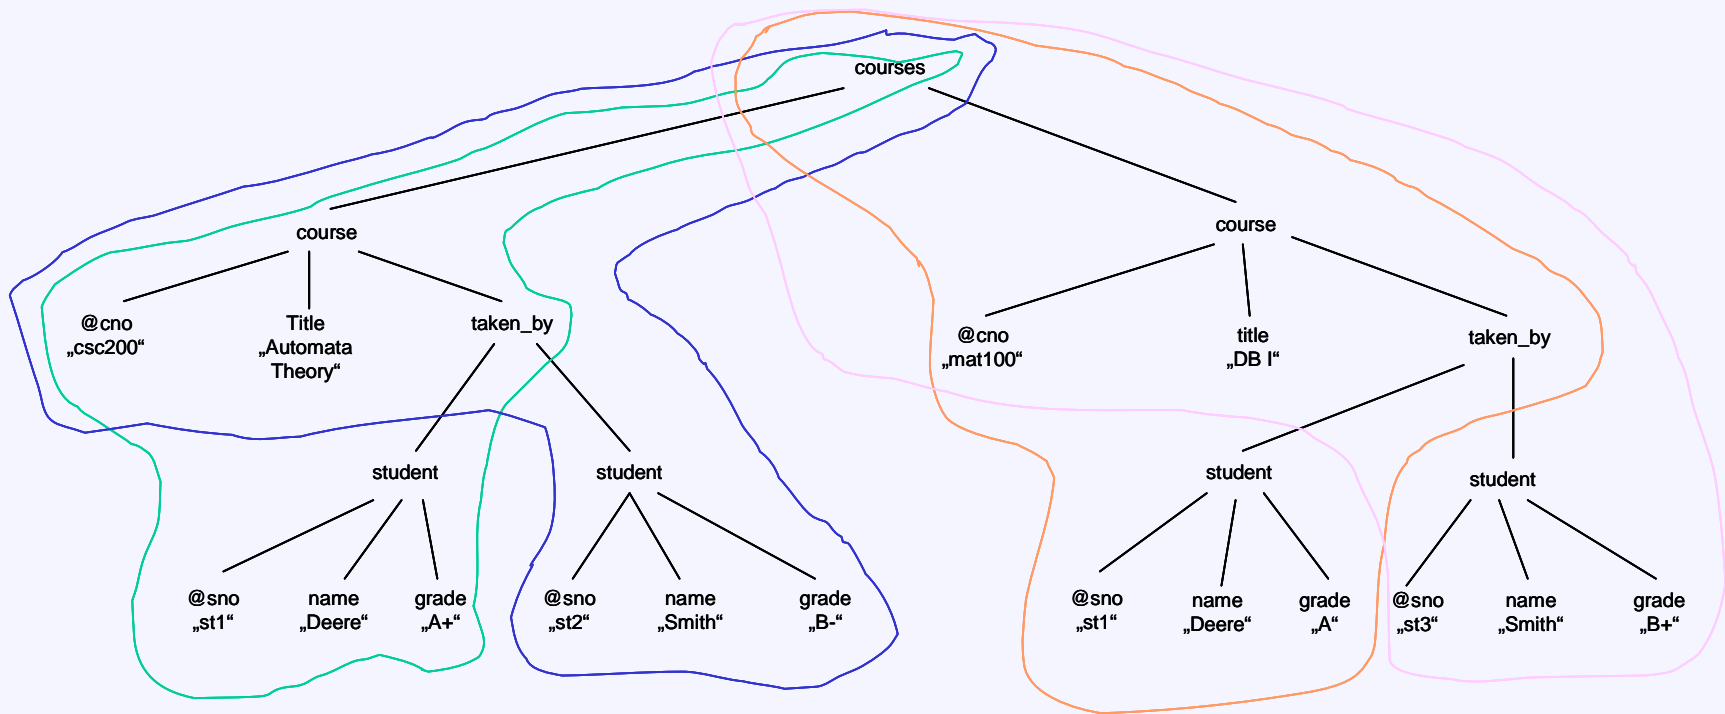 courses
course
course
@cno
„csc200“
Title
„Automata
Theory“
taken_by
@cno
„mat100“
title
„DB I“
taken_by
student
student
student
student
@sno
„st1“
name
„Deere“
grade
„A+“
@sno
„st2“
name
„Smith“
grade
„B-“
@sno
„st1“
name
„Deere“
grade
„A“
@sno
„st3“
name
„Smith“
grade
„B+“